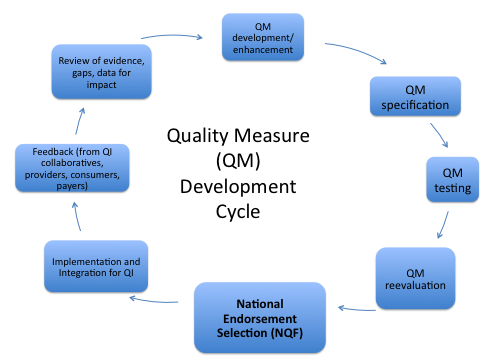 QM
development/
enhancement
QM
specification
QM
testing
QM
reevaluation
National
Endorsement
Selection (NQF)
Implementation and
Integration for QI
Feedback (from QI
collaboratives,
providers, consumers,
payers)
Review of evidence,
gaps, data for
impact
Quality Measure
(QM)
Development
Cycle